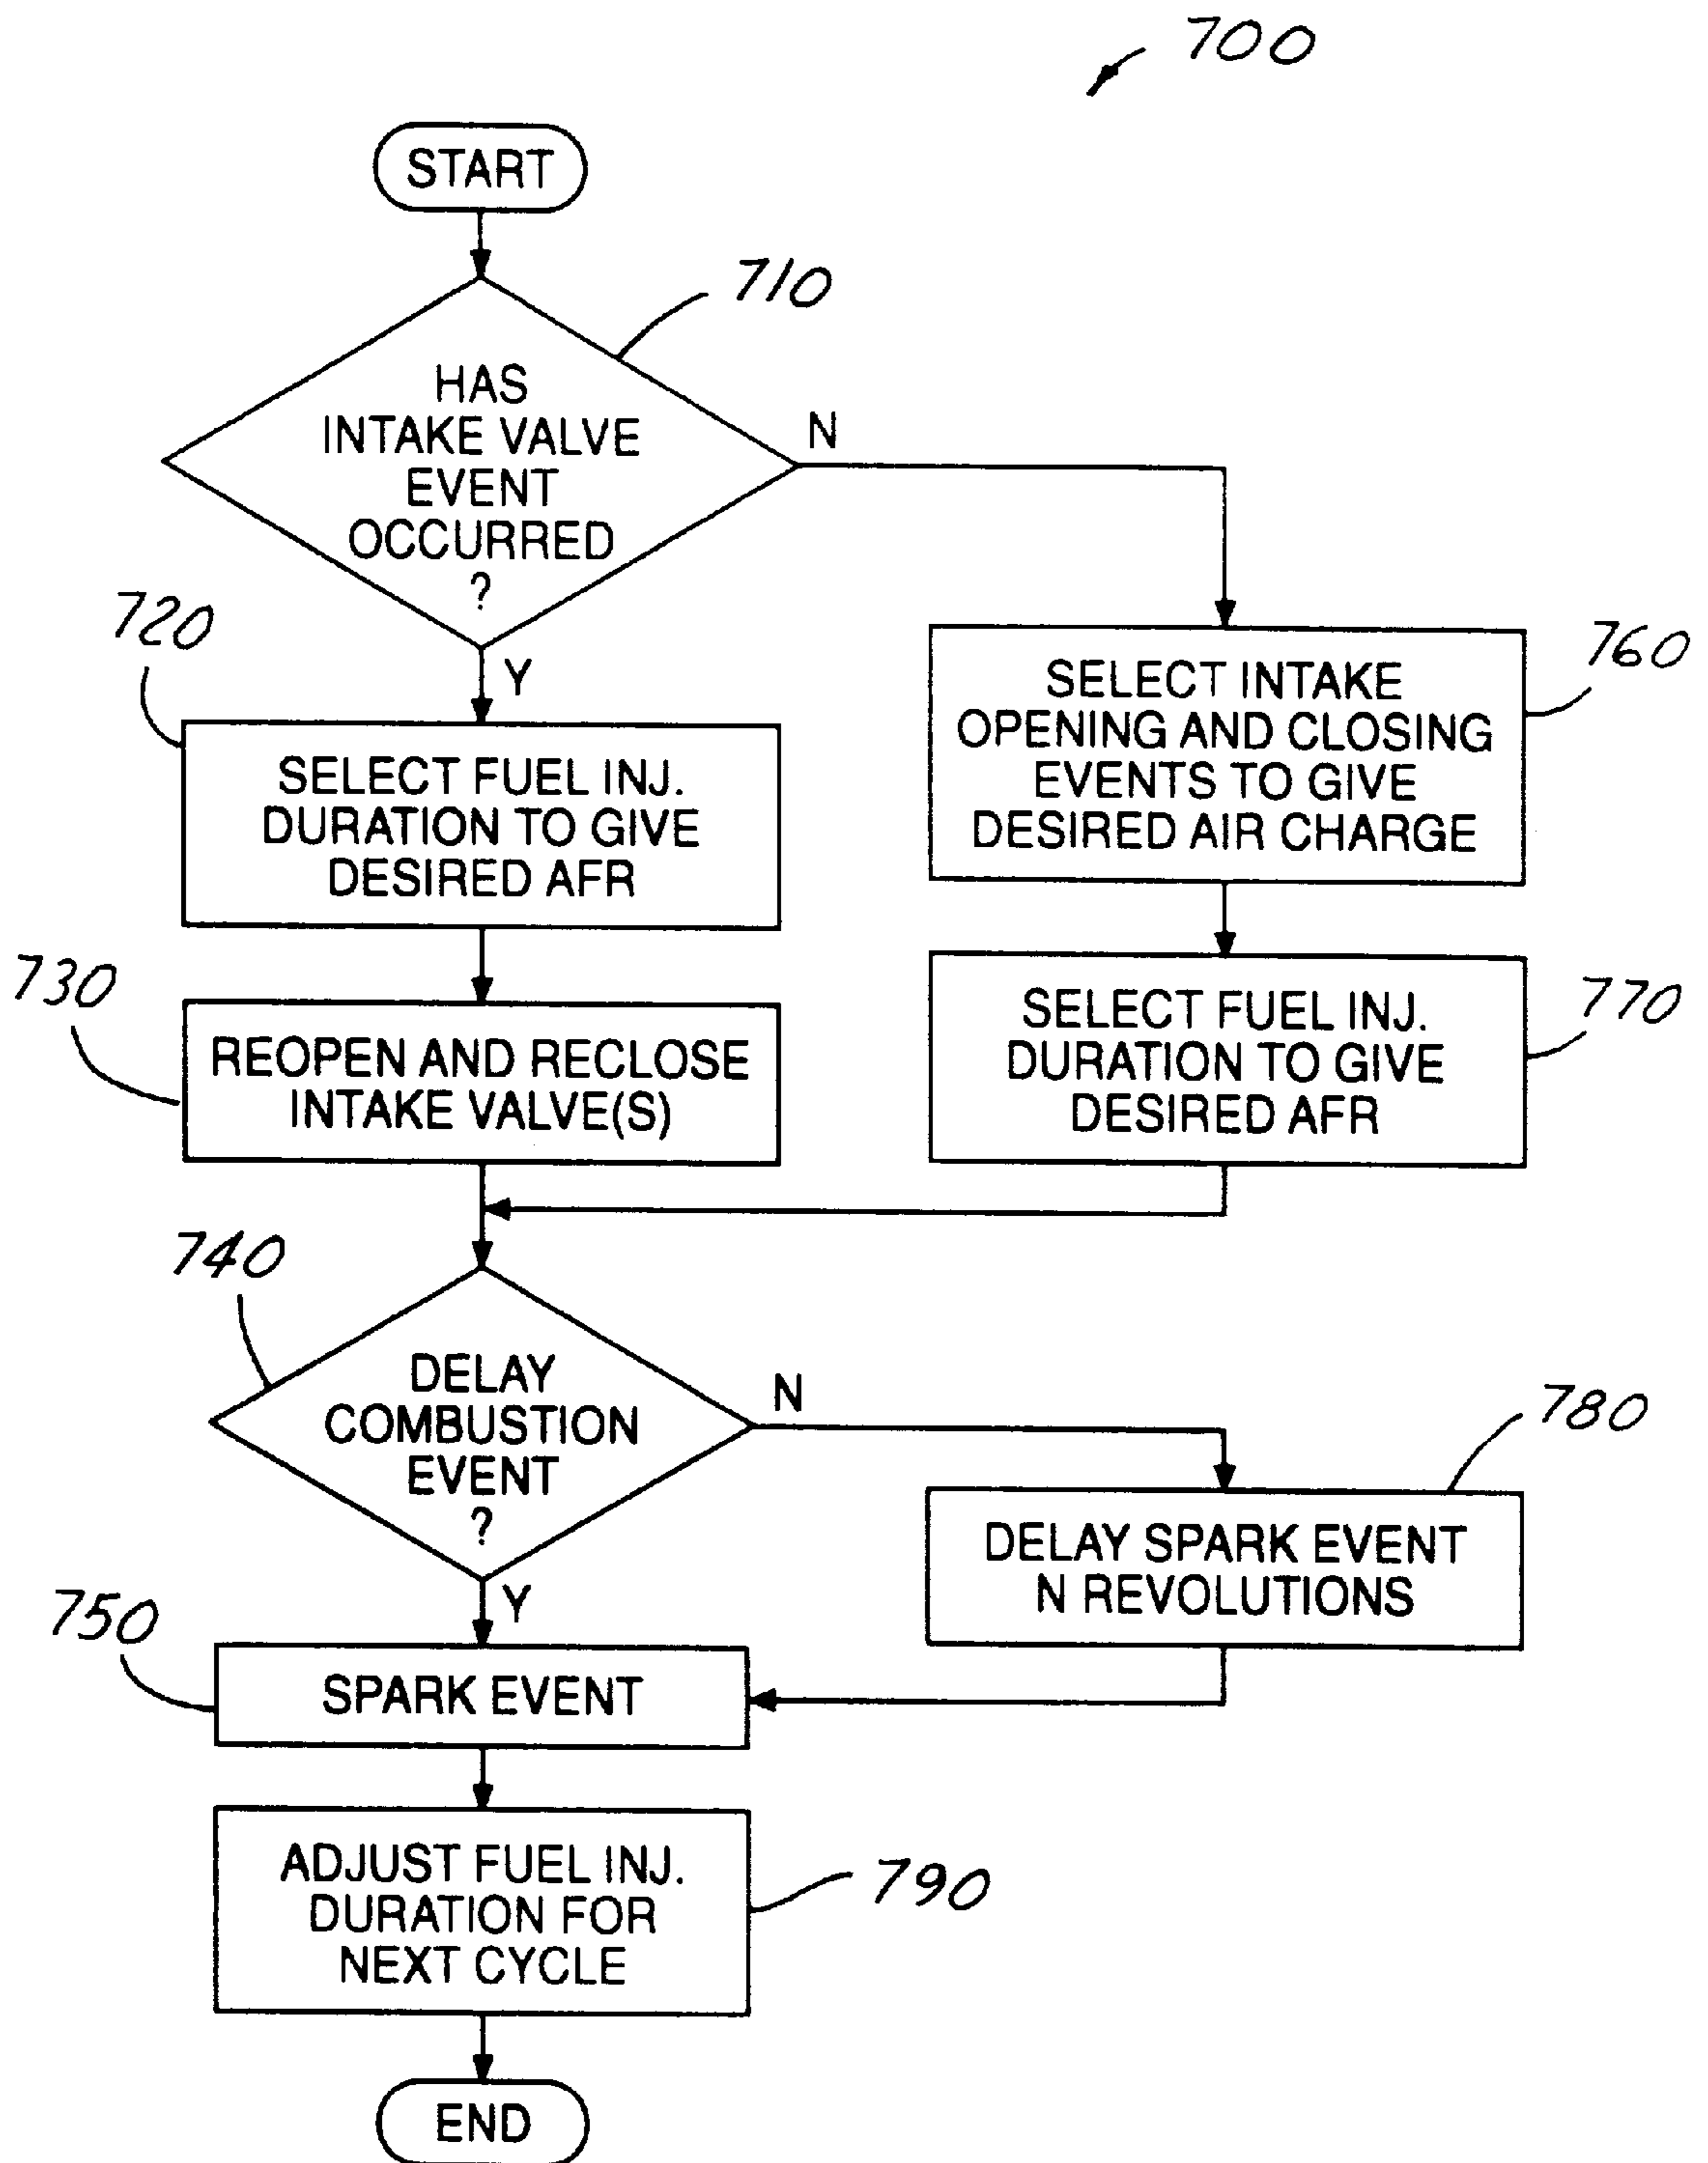 700
START
710
HAS
INTAKE VALVE
EVENT
OCCURRED
?
N
Y
720
SELECT FUEL INJ.
DURATION TO GIVE
DESIRED AFR
760
SELECT INTAKE
OPENING AND CLOSING
EVENTS TO GIVE
DESIRED AIR CHARGE
730
REOPEN AND RECLOSE
INTAKE VALVE(S)
770
SELECT FUEL INJ.
DURATION TO GIVE
DESIRED AFR
740
DELAY
COMBUSTION
EVENT
?
N
Y
780
DELAY SPARK EVENT
N REVOLUTIONS
750
SPARK EVENT
790
ADJUST FUEL INJ.
DURATION FOR
NEXT CYCLE
END